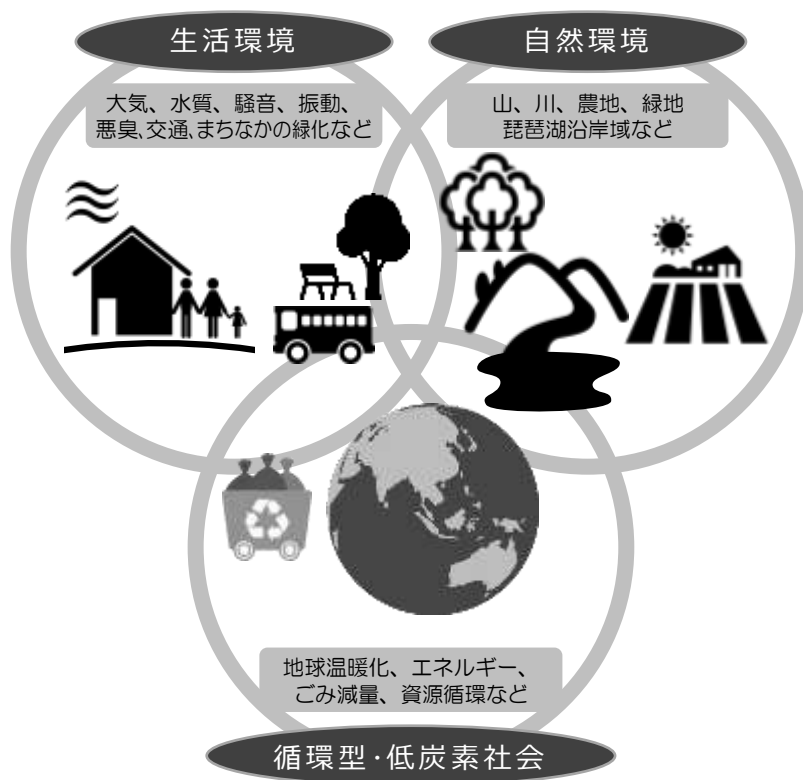 生活環境
大気、水質、騒音、振動、
悪臭、交通、まちなかの緑化など
自然環境
山、川、農地、緑地
琵琶湖沿岸域など
地球温暖化、エネルギー、
ごみ減量、資源循環など
循環型・低炭素社会